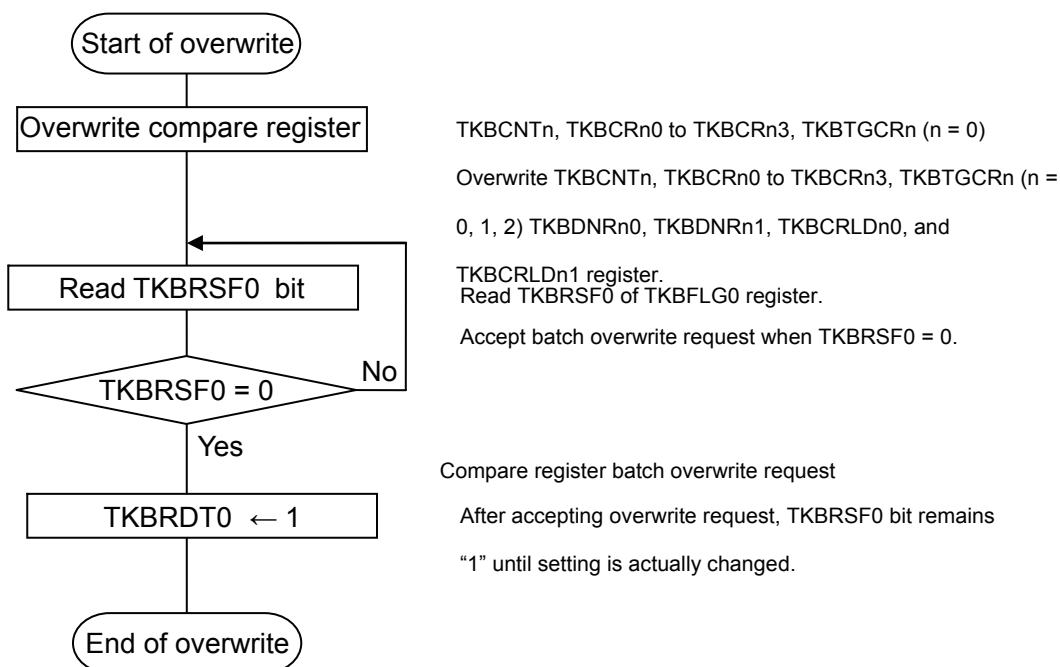 Start of overwrite
Overwrite compare register
TKBCNTn, TKBCRn0 to TKBCRn3, TKBTGCRn (n = 0)
Overwrite TKBCNTn, TKBCRn0 to TKBCRn3, TKBTGCRn (n =
0, 1, 2) TKBDNRn0, TKBDNRn1, TKBCRLDn0, and
TKBCRLDn1 register.
Read TKBRSF0 bit
Read TKBRSF0 of TKBFLG0 register.
Accept batch overwrite request when TKBRSF0 = 0.
No
TKBRSF0 = 0
Yes
Compare register batch overwrite request
TKBRDT0 ← 1
After accepting overwrite request, TKBRSF0 bit remains
“1” until setting is actually changed.
End of overwrite